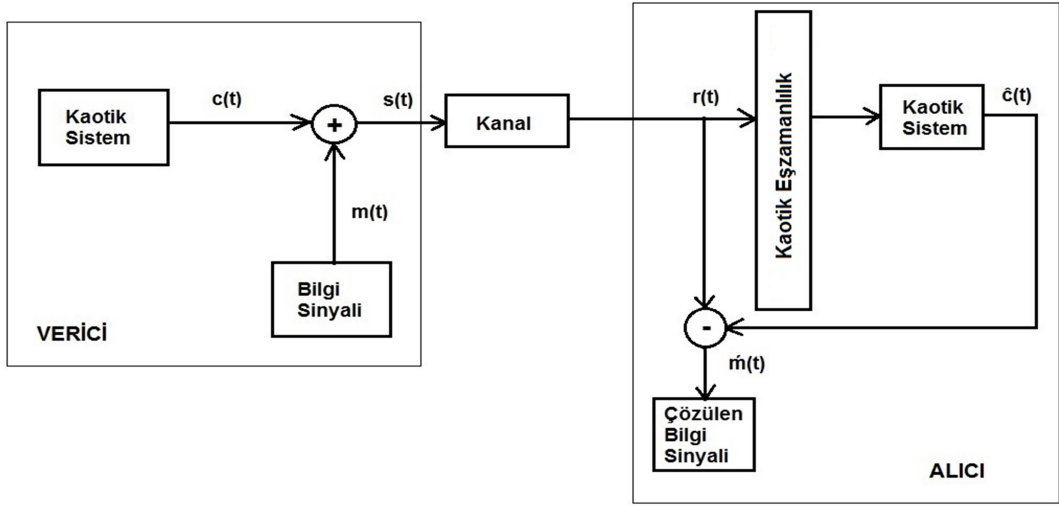 Kaotik
Sistem
c(t)
+
s(t)
m(t)
Bilgi
Sinyali
VERİCİ
Kanal
r(t)
Kaotik Eşzamanlılık
Kaotik
Sistem
ĉ(t)
-
ḿ(t)
Çözülen
Bilgi
Sinyali
ALICI